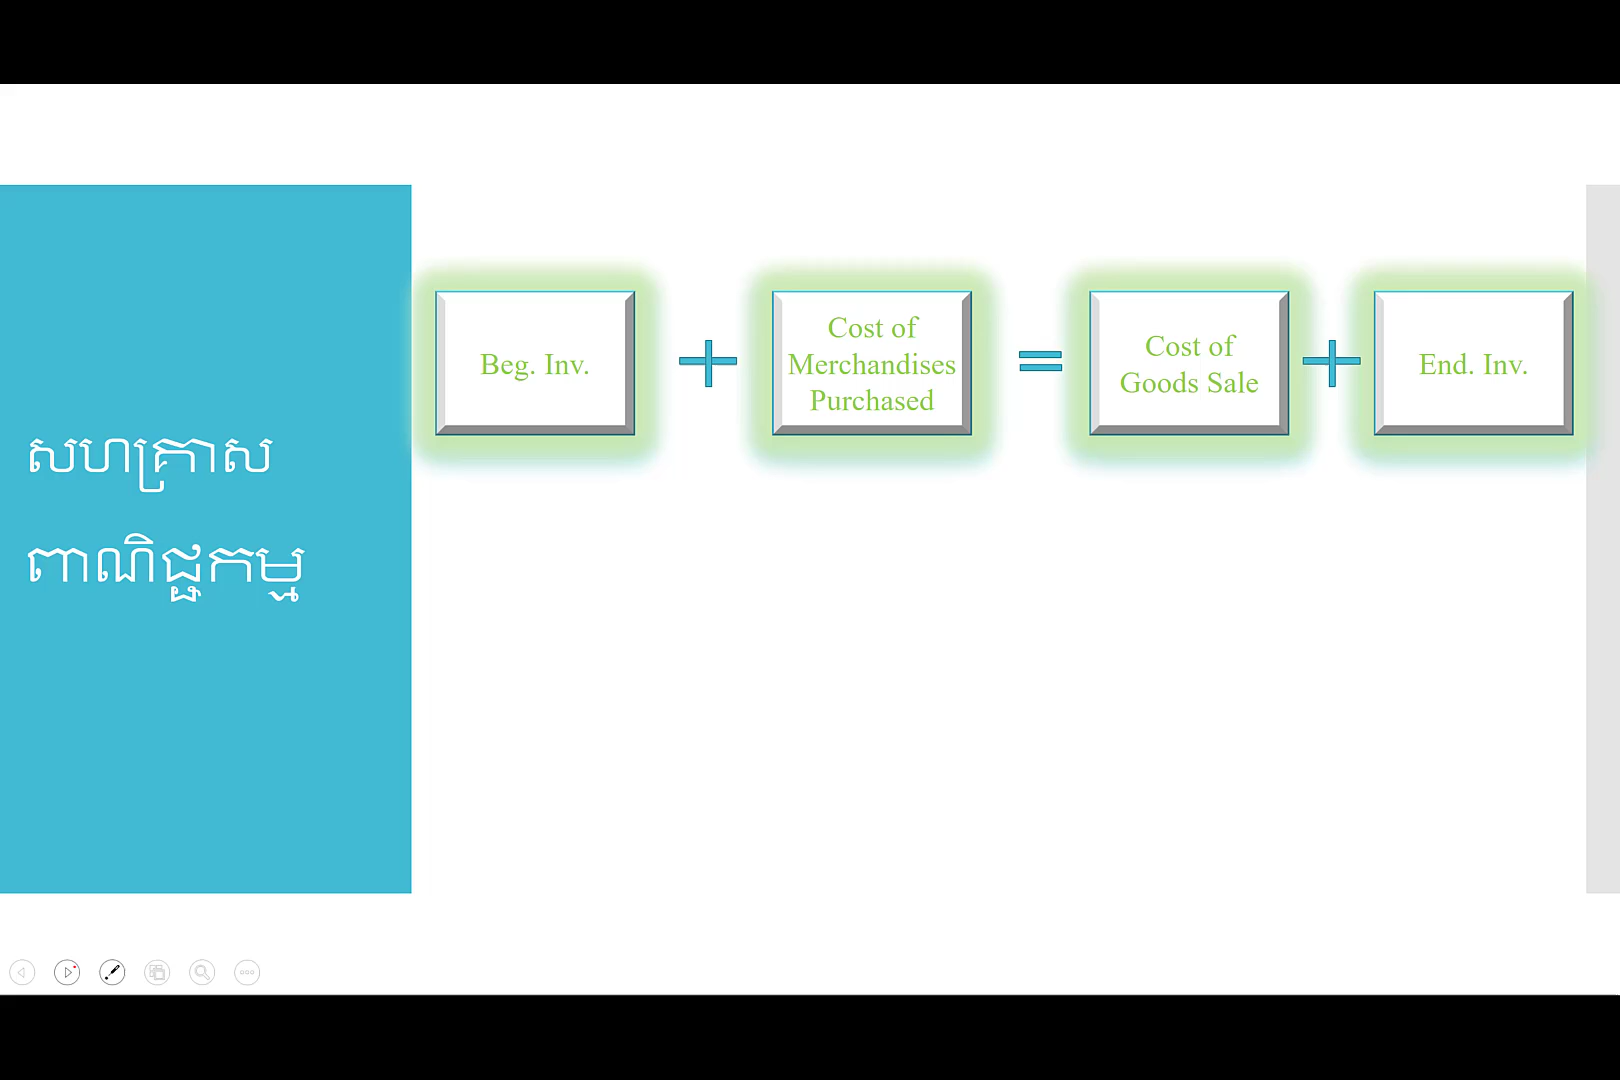 សហគ្រាស
ពាណិជ្ជកម្ម
Beg. Inv.
+
Cost of
Merchandises
Purchased
=
Cost of
Goods Sale
+
End. Inv.